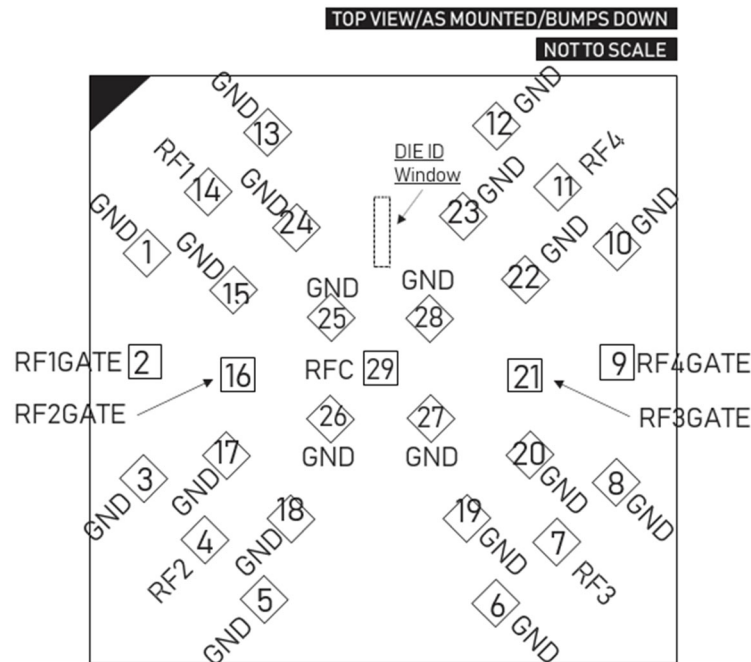 TOP VIEW/AS MOUNTED/BUMPS DOWN
NOT TO SCALE
GND
13
12
GND
RF1
14
DIE ID
Window
11
RF4
GND
24
23
GND
GND
1
10
GND
GND
15
22
GND
GND
25
GND
28
RF1GATE
2
16
RFC
29
21
9
RF4GATE
RF2GATE
RF3GATE
26
GND
27
GND
17
GND
20
GND
3
GND
8
GND
18
GND
19
GND
4
RF2
7
RF3
5
GND
6
GND